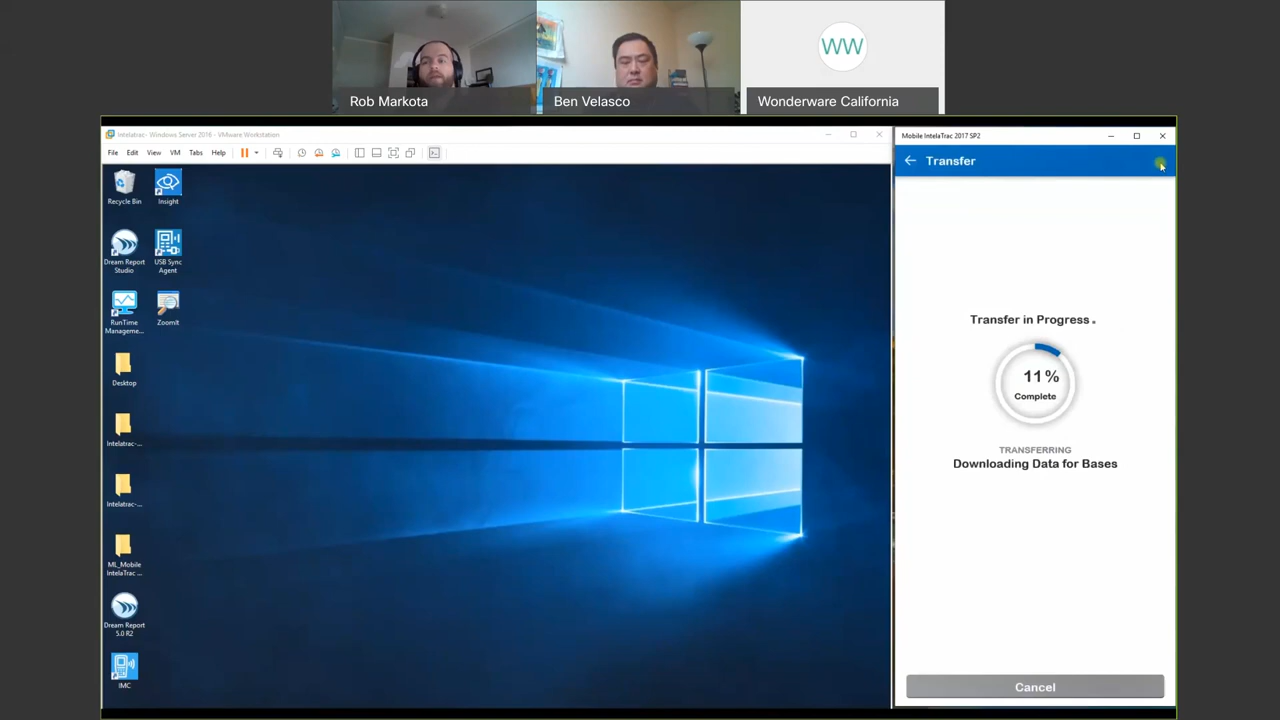 WW
Rob Markota
Ben Velasco
Wonderware California
intelatrac- Windows Server 2016 - VMware Workstation
File Edit View VM Tabs Help
Recycle Bin
Insight
Dream Report
Studio
USB Sync
Agent
RunTime
Manageme...
ZoomIt
Desktop
Intelatrac-...
Intelatrac-...
ML_Mobile
IntelaTrac ...
Dream Report
5.0 R2
IMC
Mobile IntelaTrac 2017 SP2
Transfer
Transfer in Progress .
11%
Complete
TRANSFERRING
Downloading Data for Bases
Cancel